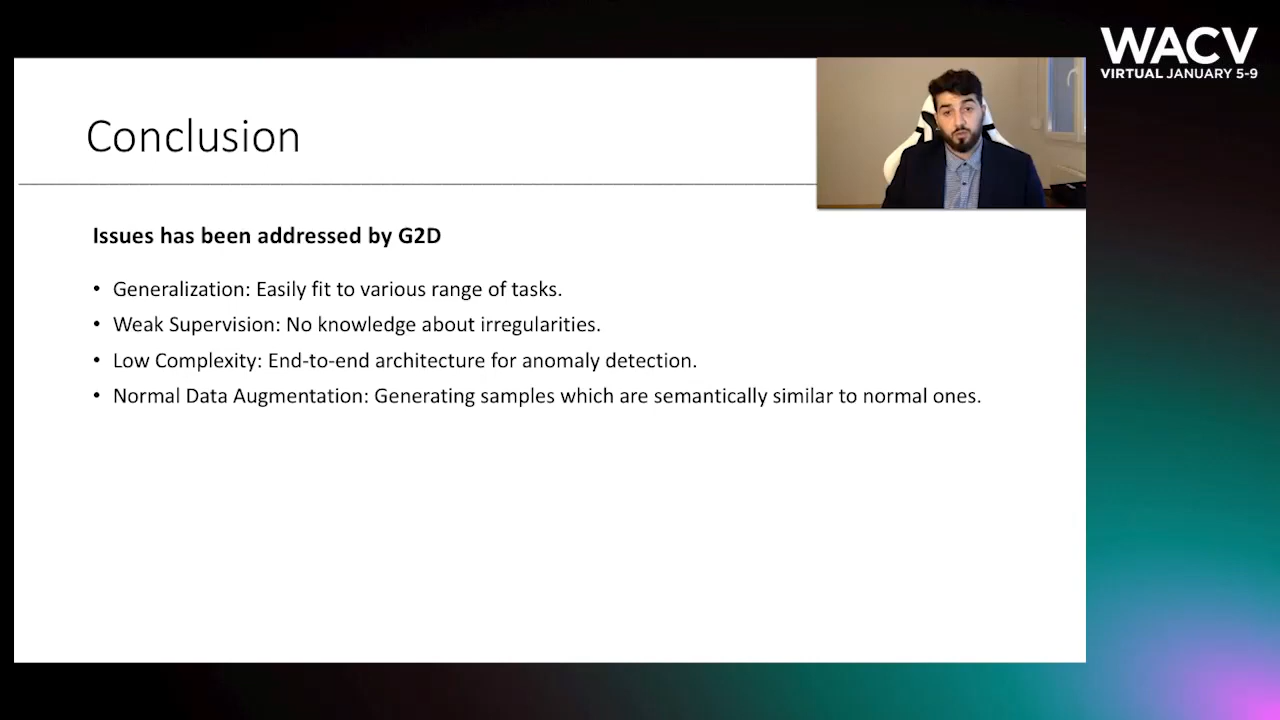 WACV
VIRTUAL JANUARY 5-9
Conclusion
Issues has been addressed by G2D
• Generalization: Easily fit to various range of tasks.
• Weak Supervision: No knowledge about irregularities.
• Low Complexity: End-to-end architecture for anomaly detection.
• Normal Data Augmentation: Generating samples which are semantically similar to normal ones.